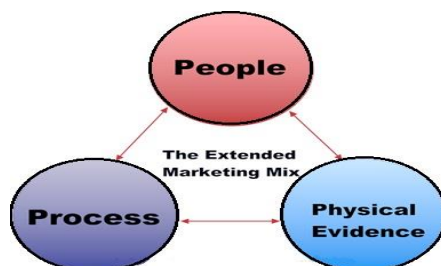 People
The Extended
Marketing Mix
Process
Physical
Evidence